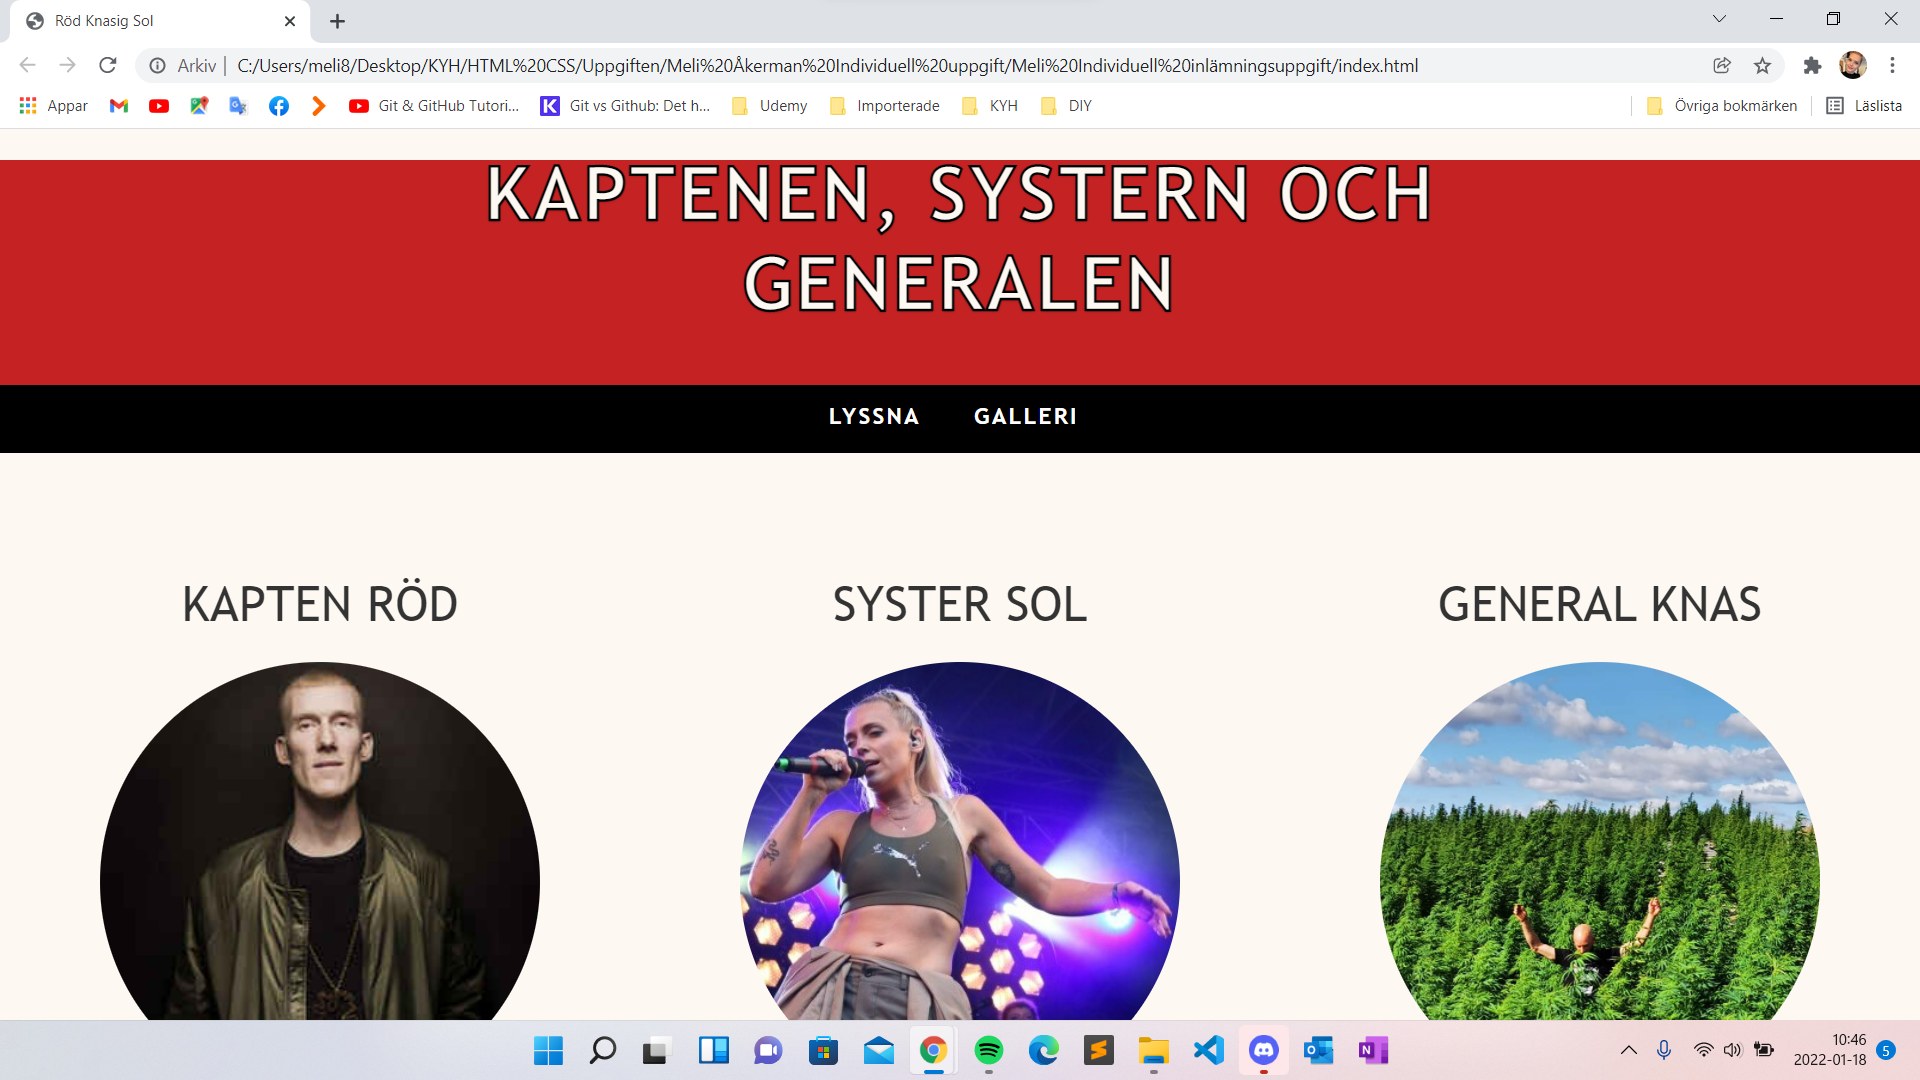 Röd Knasig Sol
Arkiv | C:/Users/meli8/Desktop/KYH/HTML%20CSS/Uppgiften/Meli%20Åkerman%20Individuell%20uppgift/Meli%20Individuell%20inlämningsuppgift/index.html
Appar Git & GitHub Tutori... Git vs Github: Det h... Udemy Importerade KYH DIY Övriga bokmärken Läslista
KAPTENEN, SYSTERN OCH
GENERALEN
LYSSNA GALLERI
KAPTEN RÖD SYSTER SOL GENERAL KNAS
10:46
2022-01-18 5